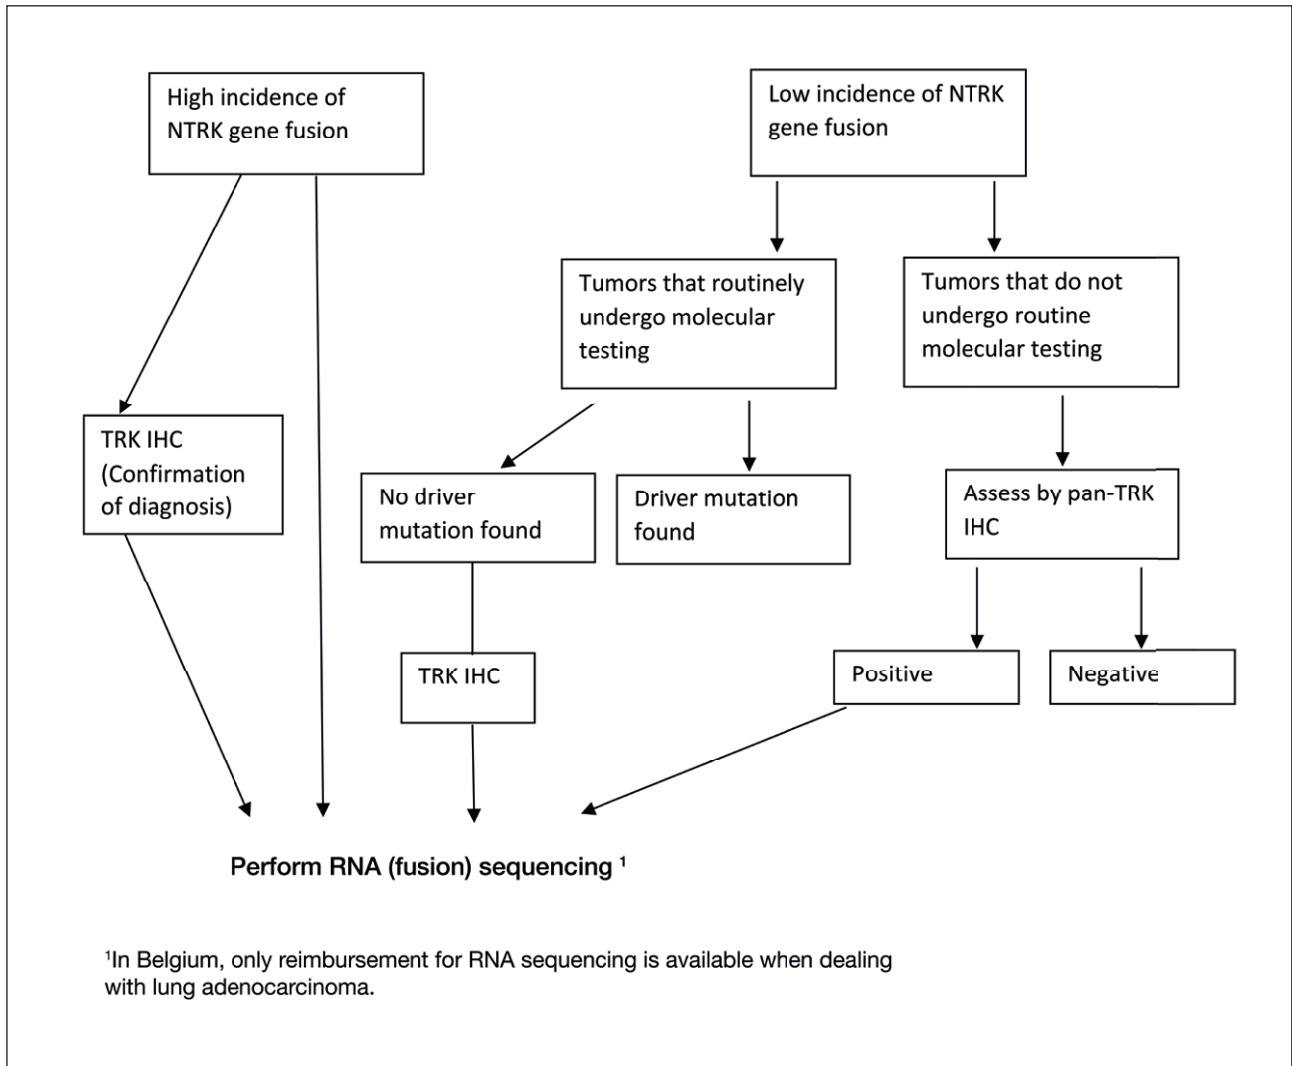 High incidence of
NTRK gene fusion
Low incidence of NTRK
gene fusion
Tumors that routinely
undergo molecular
testing
Tumors that do not
undergo routine
molecular testing
TRK IHC
(Confirmation
of diagnosis)
No driver
mutation found
Driver mutation
found
Assess by pan-TRK
IHC
TRK IHC
Positive
Negative
Perform RNA (fusion) sequencing ¹
¹In Belgium, only reimbursement for RNA sequencing is available when dealing
with lung adenocarcinoma.